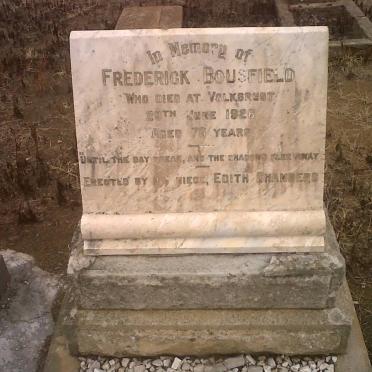 In Memory of
FREDERICK BOUSFIELD
WHO DIED AT VOLKSRUST
JUNE
AGED 76 YEARS
"UNTIL THE DAY BREAK, AND THE SHADOWS FLEE AWAY"
ERECTED BY NIECE, EDITH CHAMBERS